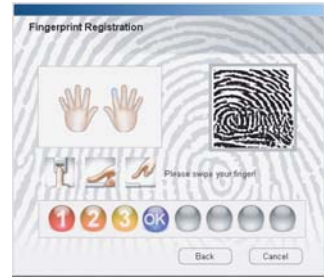 Fingerprint Registration
Please swipe your finger!
1 2 3 OK
Back Cancel